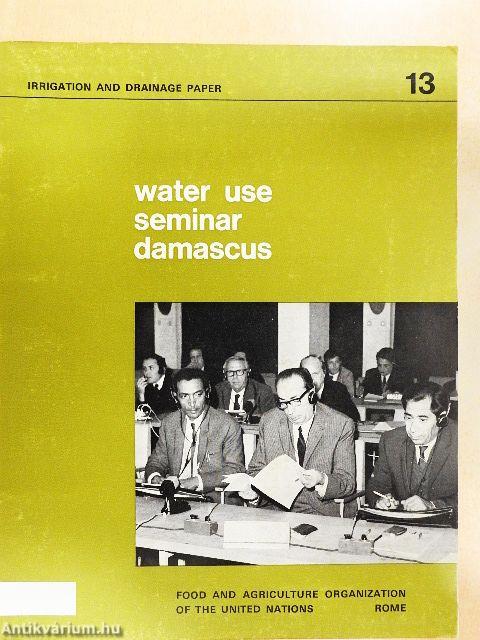 IRRIGATION AND DRAINAGE PAPER 13
water use
seminar
damascus
FOOD AND AGRICULTURE ORGANIZATION
OF THE UNITED NATIONS ROME
Antikvárium.hu